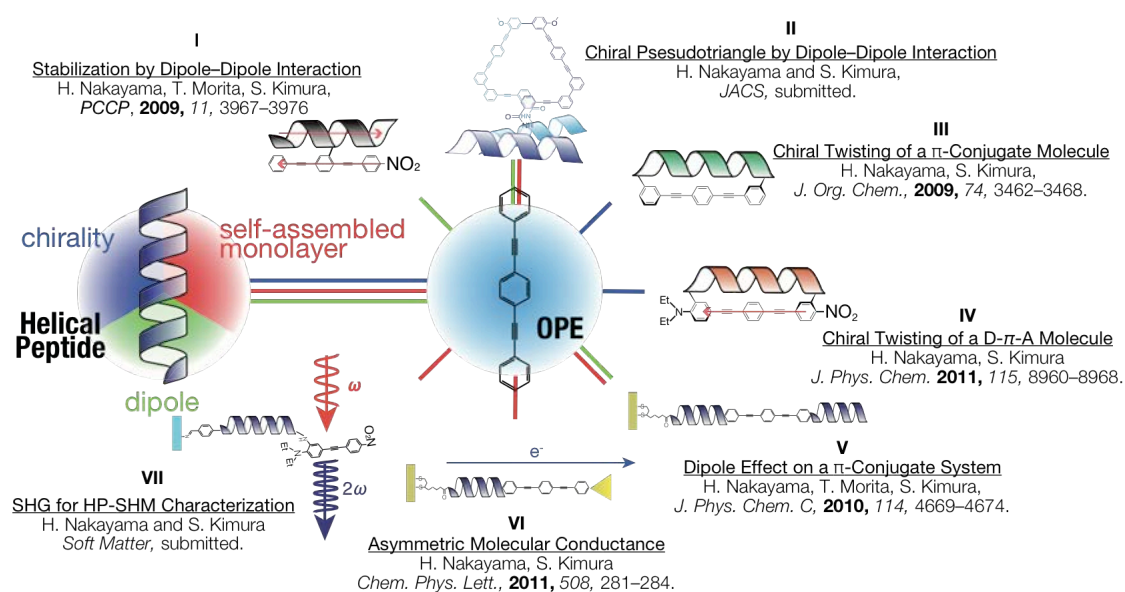 I
Stabilization by Dipole–Dipole Interaction
H. Nakayama, T. Morita, S. Kimura,
PCCP, 2009, 11, 3967–3976
NO₂
II
Chiral Psesudotriangle by Dipole–Dipole Interaction
H. Nakayama and S. Kimura,
JACS, submitted.
III
Chiral Twisting of a π-Conjugate Molecule
H. Nakayama, S. Kimura,
J. Org. Chem., 2009, 74, 3462–3468.
chirality
self-assembled
monolayer
Helical
Peptide
dipole
OPE
Et
N
Et
NO₂
IV
Chiral Twisting of a D-π-A Molecule
H. Nakayama, S. Kimura
J. Phys. Chem. 2011, 115, 8960–8968.
V
Dipole Effect on a π-Conjugate System
H. Nakayama, T. Morita, S. Kimura,
J. Phys. Chem. C, 2010, 114, 4669–4674.
e⁻
VI
Asymmetric Molecular Conductance
H. Nakayama, S. Kimura
Chem. Phys. Lett., 2011, 508, 281–284.
ω
2ω
Et
N
Et
NO₂
VII
SHG for HP-SHM Characterization
H. Nakayama and S. Kimura
Soft Matter, submitted.